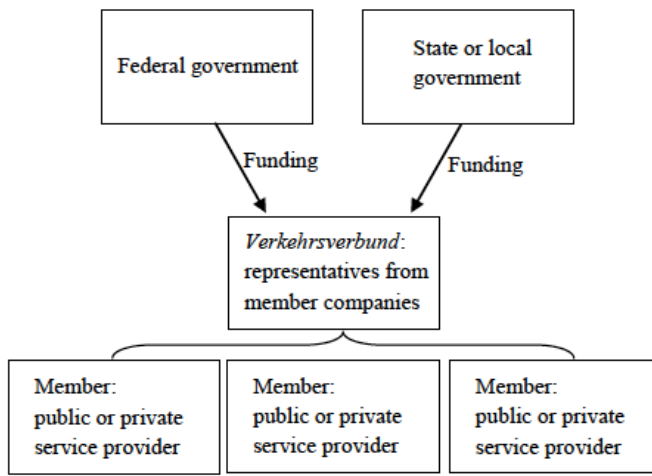 Federal government
State or local
government
Funding
Funding
Verkehrsverbund:
representatives from
member companies
Member:
public or private
service provider
Member:
public or private
service provider
Member:
public or private
service provider